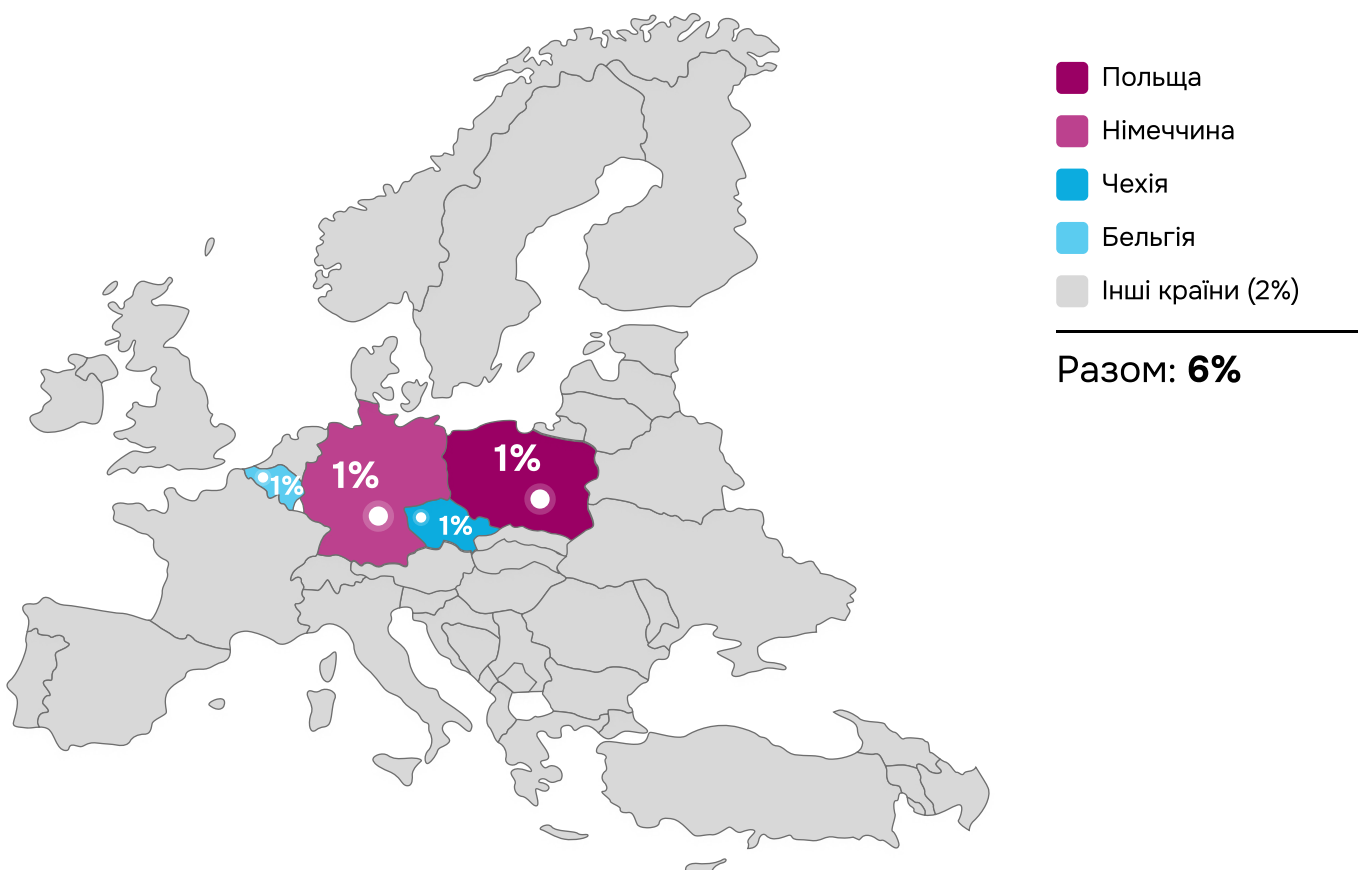 Польща
Німеччина
Чехія
Бельгія
Інші країни (2%)
Разом: 6%
1%
1%
1%
1%